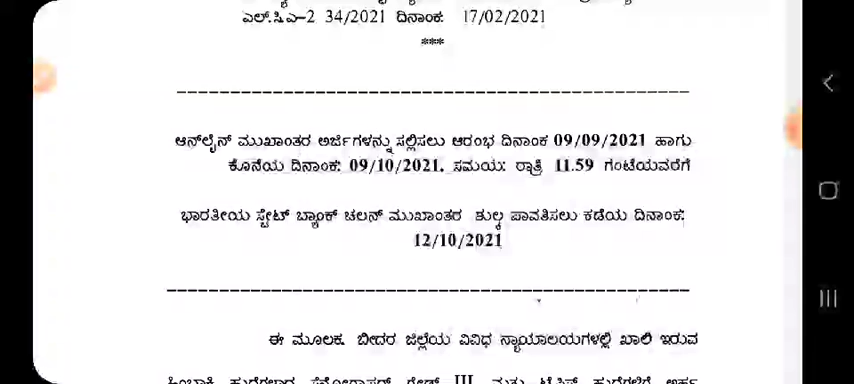 ಎಲ್.ಸಿಎ-2 34/2021 ದಿನಾಂಕ: 17/02/2021
***
ಆನ್‌ಲೈನ್ ಮುಖಾಂತರ ಅರ್ಜಿಗಳನ್ನು ಸಲ್ಲಿಸಲು ಆರಂಭ ದಿನಾಂಕ 09/09/2021 ಹಾಗು
ಕೊನೆಯ ದಿನಾಂಕ: 09/10/2021. ಸಮಯ: ರಾತ್ರಿ 11.59 ಗಂಟೆಯವರೆಗೆ
ಭಾರತೀಯ ಸ್ಟೇಟ್ ಬ್ಯಾಂಕ್ ಚಲನ್ ಮುಖಾಂತರ ಶುಲ್ಕ ಪಾವತಿಸಲು ಕಡೆಯ ದಿನಾಂಕ:
12/10/2021
ಈ ಮೂಲಕ ಬೀದರ ಜಿಲ್ಲೆಯ ವಿವಿಧ ನ್ಯಾಯಾಲಯಗಳಲ್ಲಿ ಖಾಲಿ ಇರುವ